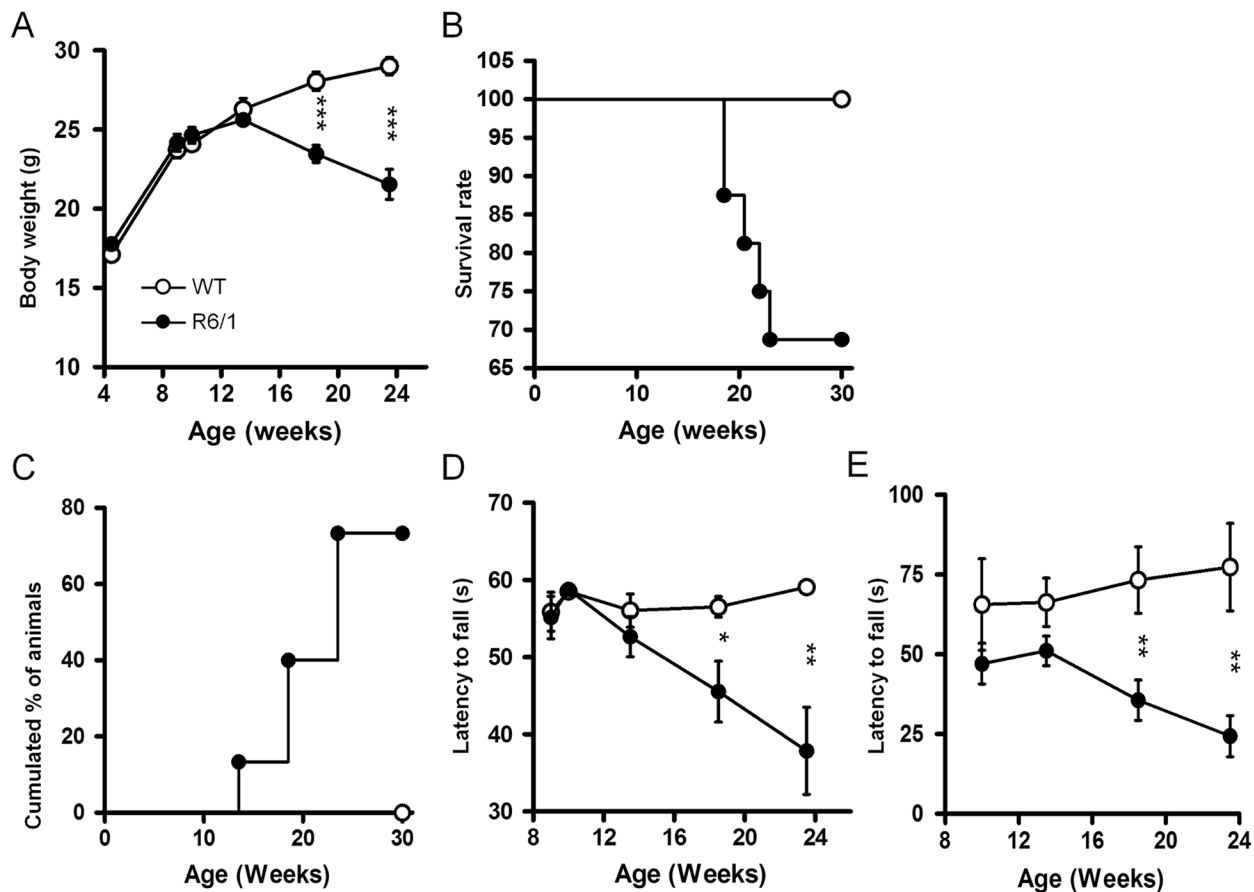 A
Body weight (g)
30
25
20
15
10
***
***
WT
R6/1
4 8 12 16 20 24
Age (weeks)
B
Survival rate
105
100
95
90
85
80
75
70
65
0 10 20 30
Age (weeks)
C
Cumulated % of animals
80
60
40
20
0
0 10 20 30
Age (Weeks)
D
Latency to fall (s)
70
60
50
40
30
*
**
8 12 16 20 24
Age (Weeks)
E
Latency to fall (s)
100
75
50
25
0
**
**
8 12 16 20 24
Age (Weeks)